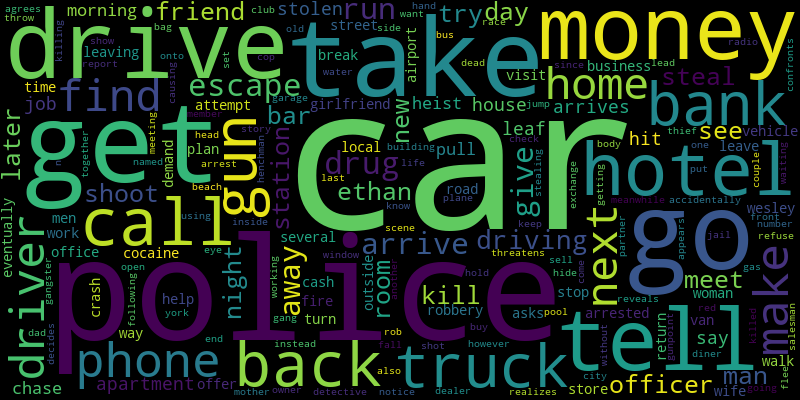 agrees
throw
morning
friend
stolen
run
club
want
hand
try
day
money
drive
take
killing
show
report
bag
leaving
cop
onto
set
street
old
side
airport
bus
race
dead
visit
business
since
radio
lead
confronts
find
escape
break
water
garage
home
steal
bank
time
job
causing
attempt
girlfriend
new
heist
house
jump
arrives
thief
later
get
car
meeting
together
named
plan
demand
member
head
arrest
bar
story
henchman
local
building
life
pull
check
leaf
stealing
hit
see
vehicle
body
one
leave
couple
waiting
gun
station
drug
give
hotel
men
work
shoot
beach
last
plane
ethan
road
exchange
getting
put
meanwhile
accidentally
wesley
call
using
inside
know
scene
keep
driver
eventually
office
cocaine
eye
several
arrive
driving
next
go
front
number
partner
appears
jail
refuse
gangster
open
following
night
away
window
outside
room
another
threatens
hold
sell
hide
come
stop
meet
woman
gas
make
police
crash
help
york
working
cash
fire
kill
asks
reveals
tell
dad
decides
way
end
gang
turn
robbery
buy
pool
arrested
return
van
red
say
killed
salesman
phone
back
instead
rob
fall
shot
however
truck
city
without
diner
walk
flee
chase
apartment
offer
mother
owner
detective
also
notice
dealer
realizes
store
officer
wife
man
going